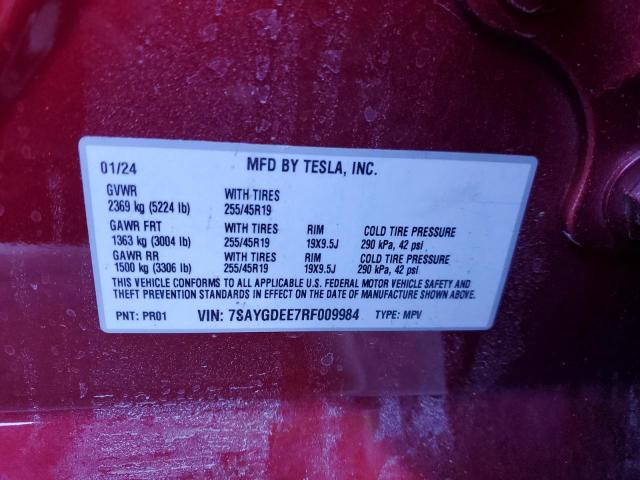 01/24 MFD BY TESLA, INC.
GVWR WITH TIRES
2369 kg (5224 lb) 255/45R19
GAWR FRT WITH TIRES RIM COLD TIRE PRESSURE
1363 kg (3004 lb) 255/45R19 19X9.5J 290 kPa, 42 psi
GAWR RR WITH TIRES RIM COLD TIRE PRESSURE
1500 kg (3306 lb) 255/45R19 19X9.5J 290 kPa, 42 psi
THIS VEHICLE CONFORMS TO ALL APPLICABLE U.S. FEDERAL MOTOR VEHICLE SAFETY AND
THEFT PREVENTION STANDARDS IN EFFECT ON THE DATE OF MANUFACTURE SHOWN ABOVE.
PNT: PR01 VIN: 7SAYGDEE7RF009984 TYPE: MPV